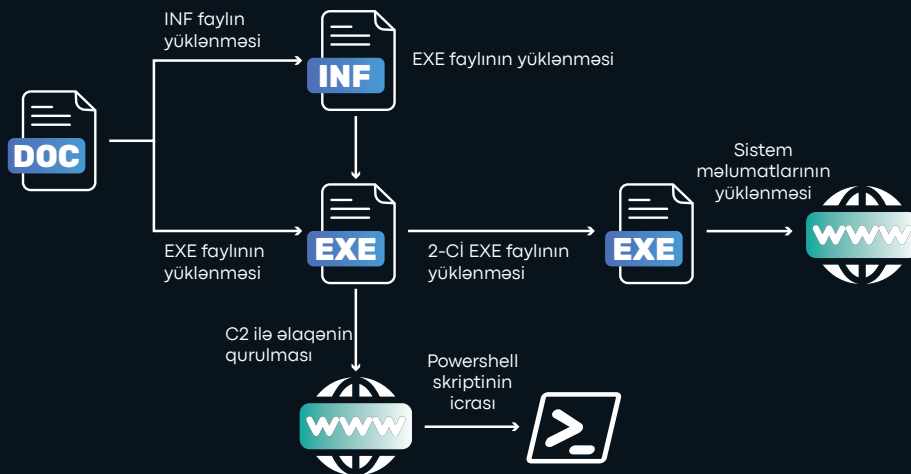 INF faylın
yüklənməsi
INF
EXE faylının yüklənməsi
DOC
Sistem
məlumatlarının
yüklənməsi
WWW
EXE faylının
yüklənməsi
EXE
2-Cİ EXE faylının
yüklənməsi
EXE
C2 ilə əlaqənin
qurulması
Powershell
skriptinin
icrası
WWW
>_